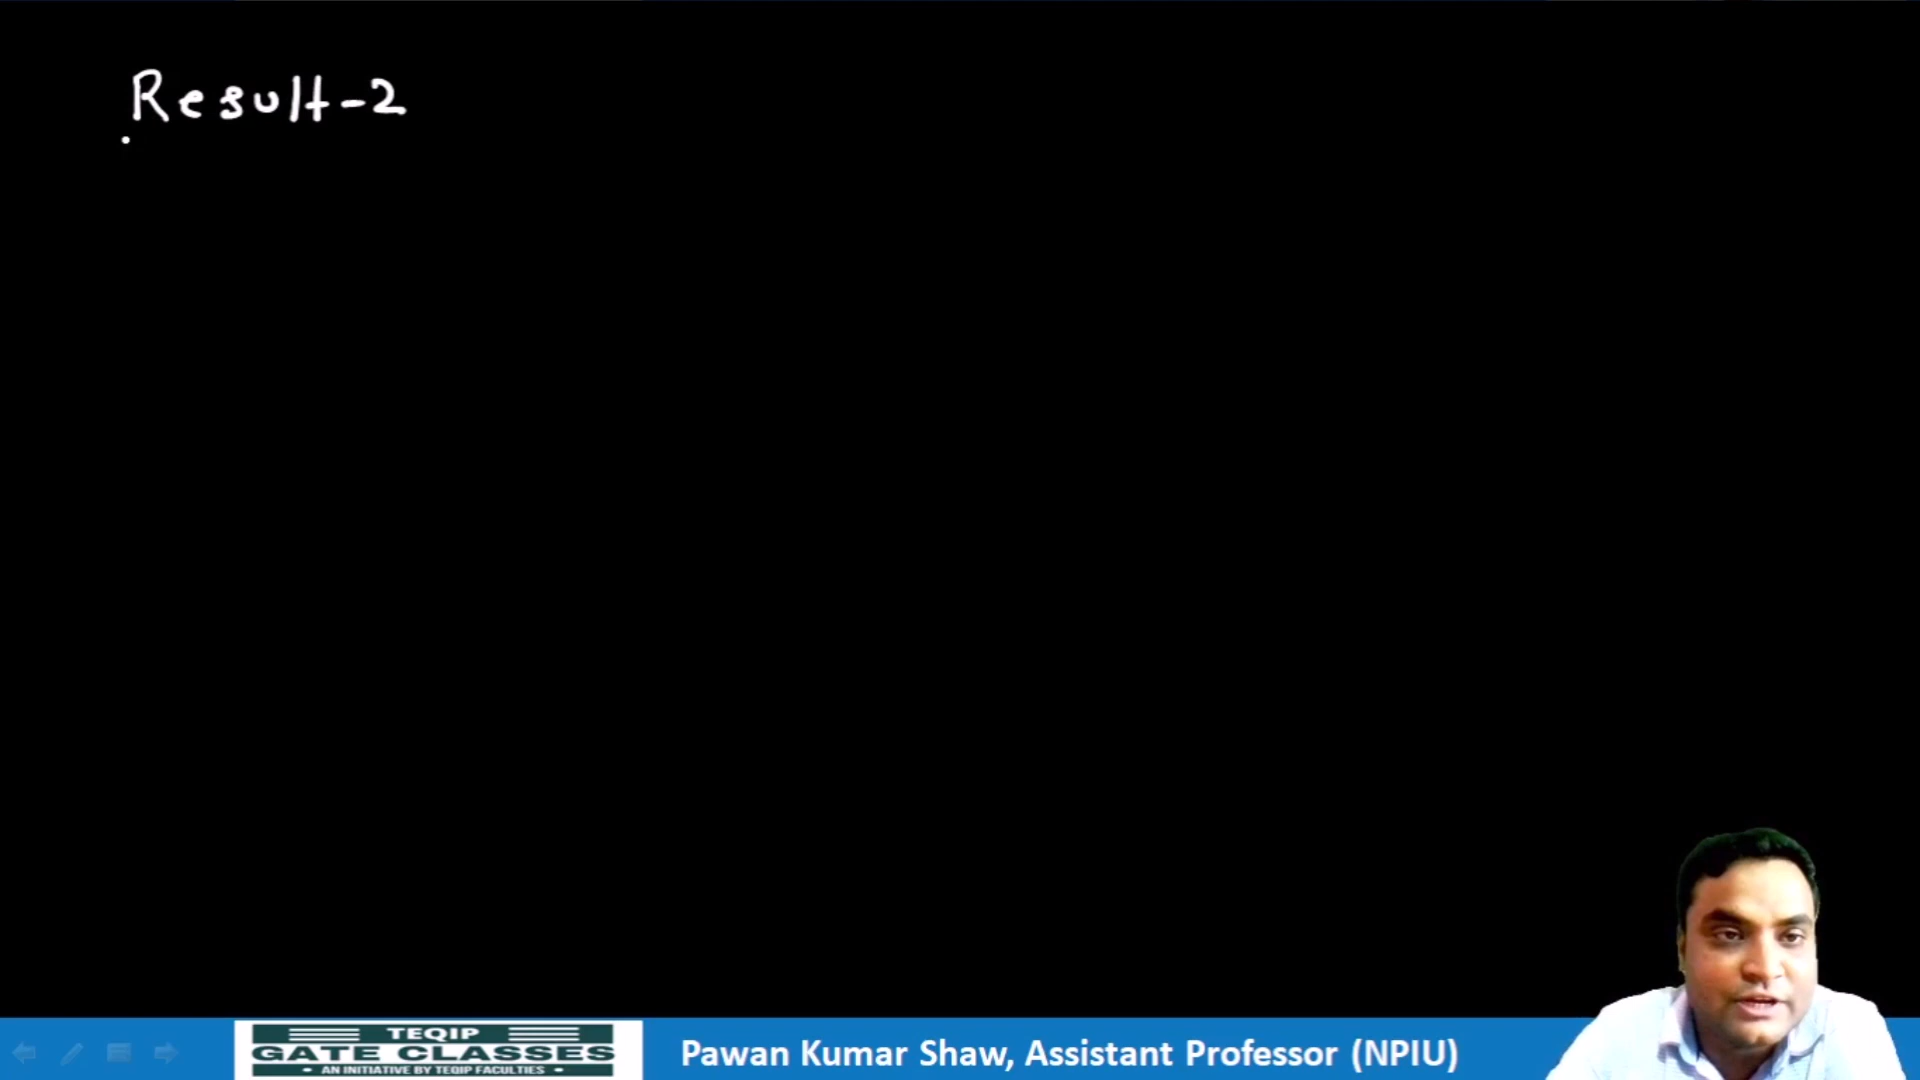 Result-2
TEQIP
GATE CLASSES
• AN INITIATIVE BY TEQIP FACULTIES •
Pawan Kumar Shaw, Assistant Professor (NPIU)